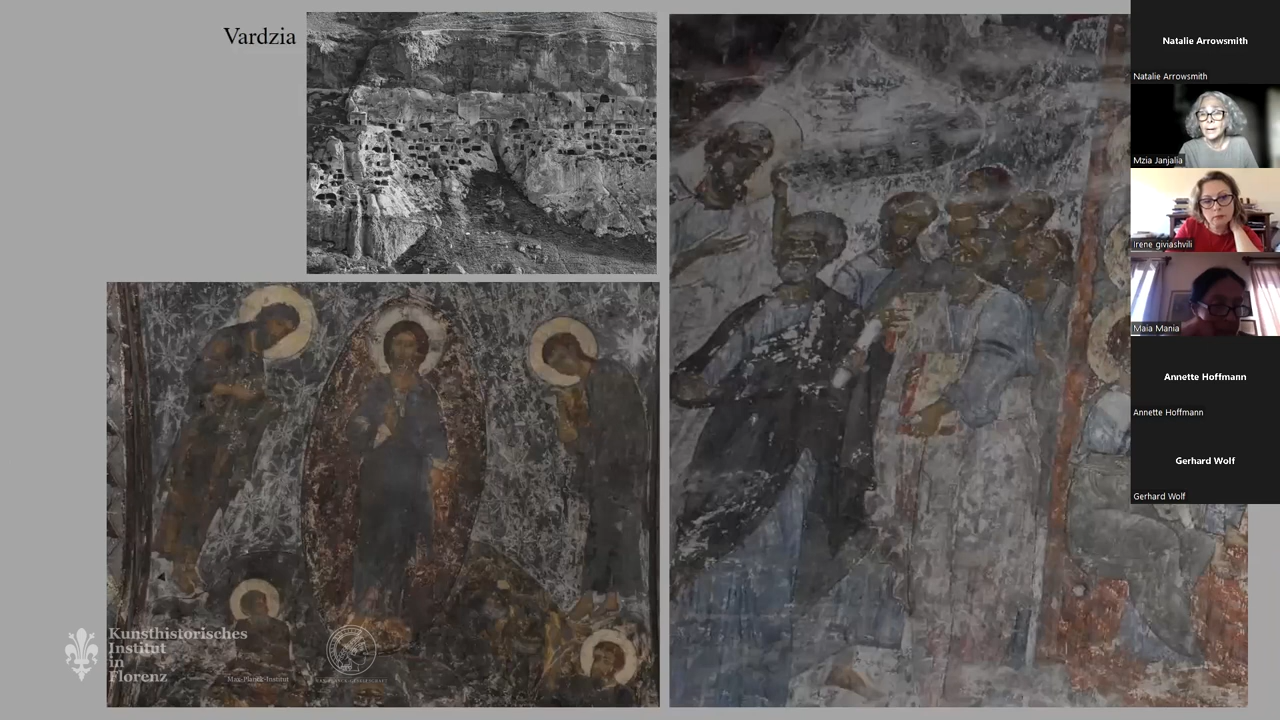 Vardzia
Natalie Arrowsmith
Natalie Arrowsmith
Mzia Janjalia
Irene giviashvili
Maia Mania
Annette Hoffmann
Annette Hoffmann
Gerhard Wolf
Gerhard Wolf
Kunsthistorisches
Institut
in
Florenz
Max-Planck-Institut